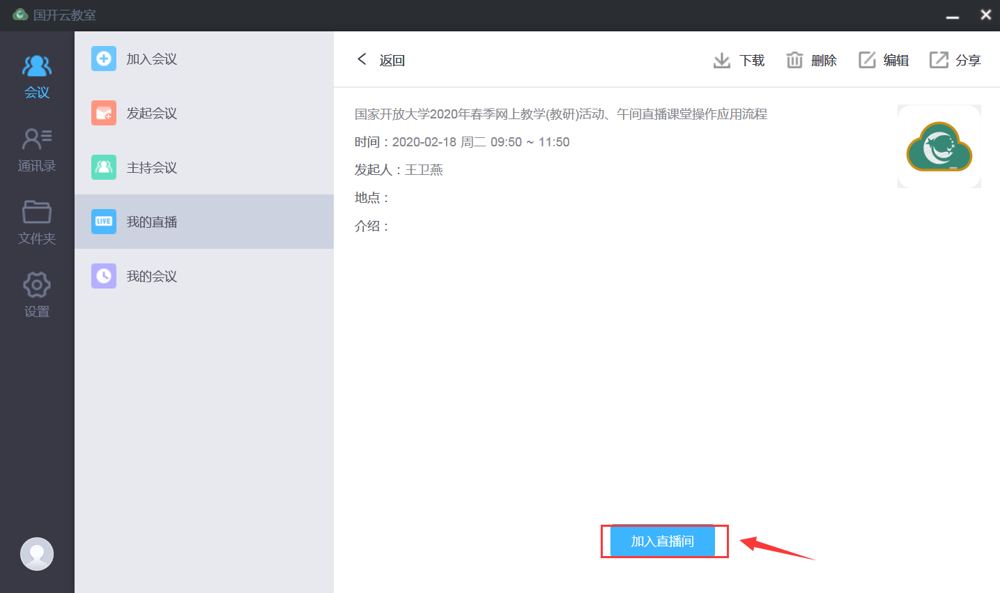 国开云教室
会议
通讯录
文件夹
设置
加入会议
发起会议
主持会议
LIVE 我的直播
我的会议
返回 下载 删除 编辑 分享
国家开放大学2020年春季网上教学(教研)活动、午间直播课堂操作应用流程
时间：2020-02-18 周二 09:50 ~ 11:50
发起人：王卫燕
地点：
介绍：
加入直播间